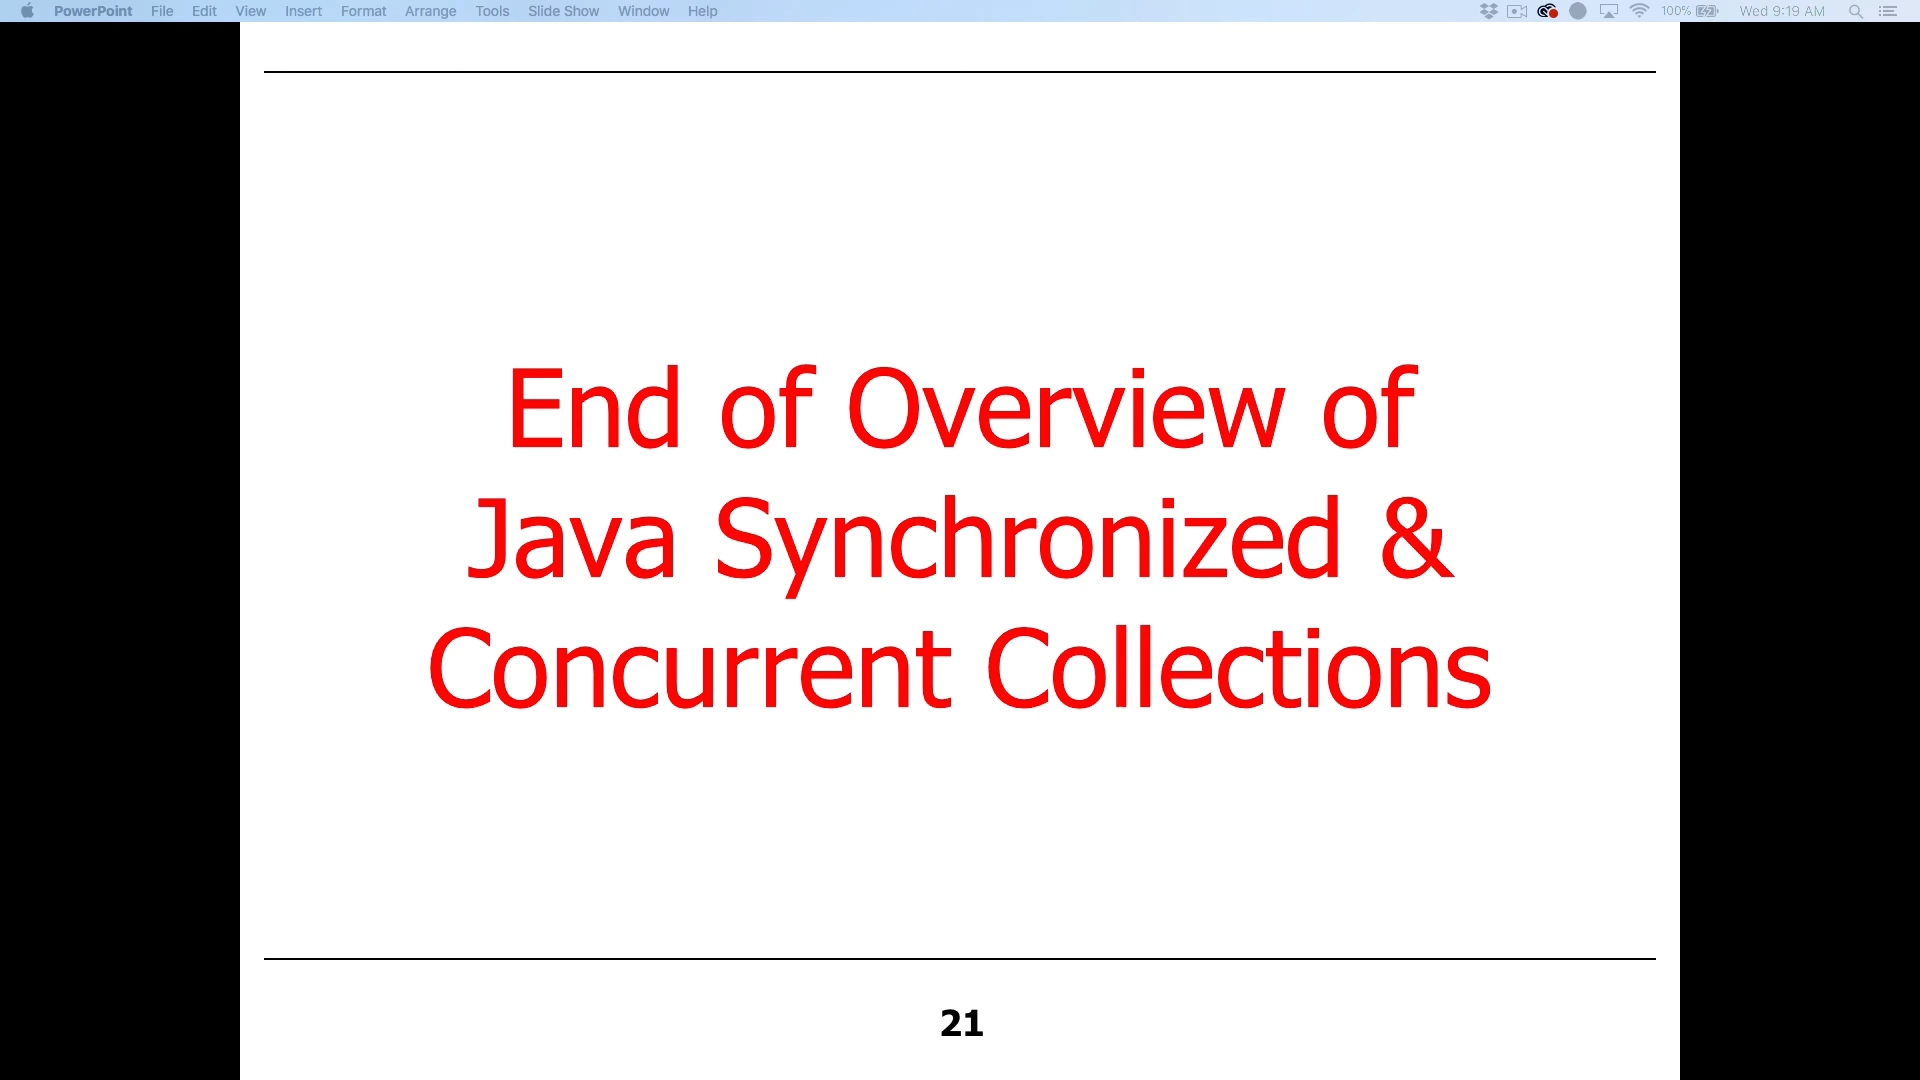 PowerPoint File Edit View Insert Format Arrange Tools Slide Show Window Help 100% Wed 9:19 AM
End of Overview of
Java Synchronized &
Concurrent Collections
21